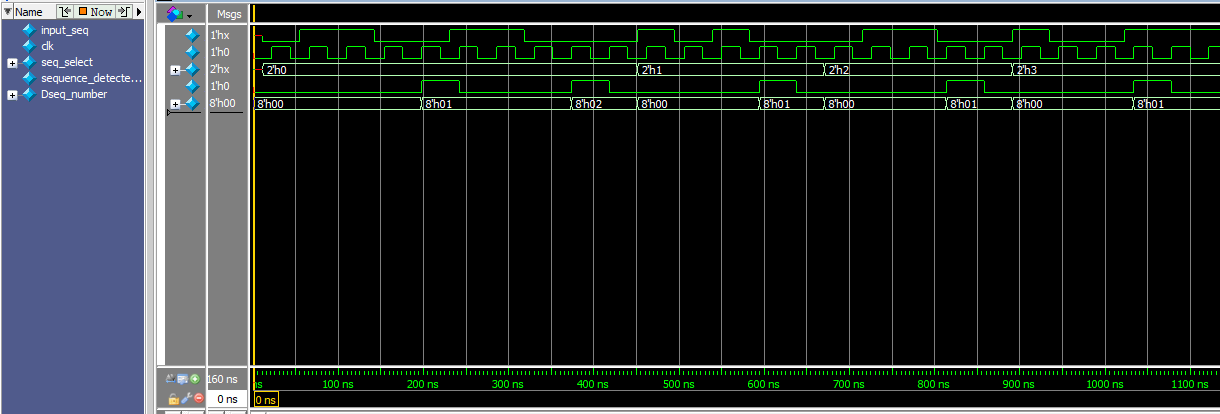 Name Now Msgs
input_seq 1'hx
clk 1'h0
seq_select 2'hx 2'h0 2'h1 2'h2 2'h3
sequence_detecte... 1'h0
Dseq_number 8'h00 8'h00 8'h01 8'h02 8'h00 8'h01 8'h00 8'h01 8'h00 8'h01
160 ns ns 100 ns 200 ns 300 ns 400 ns 500 ns 600 ns 700 ns 800 ns 900 ns 1000 ns 1100 ns
0 ns 0 ns